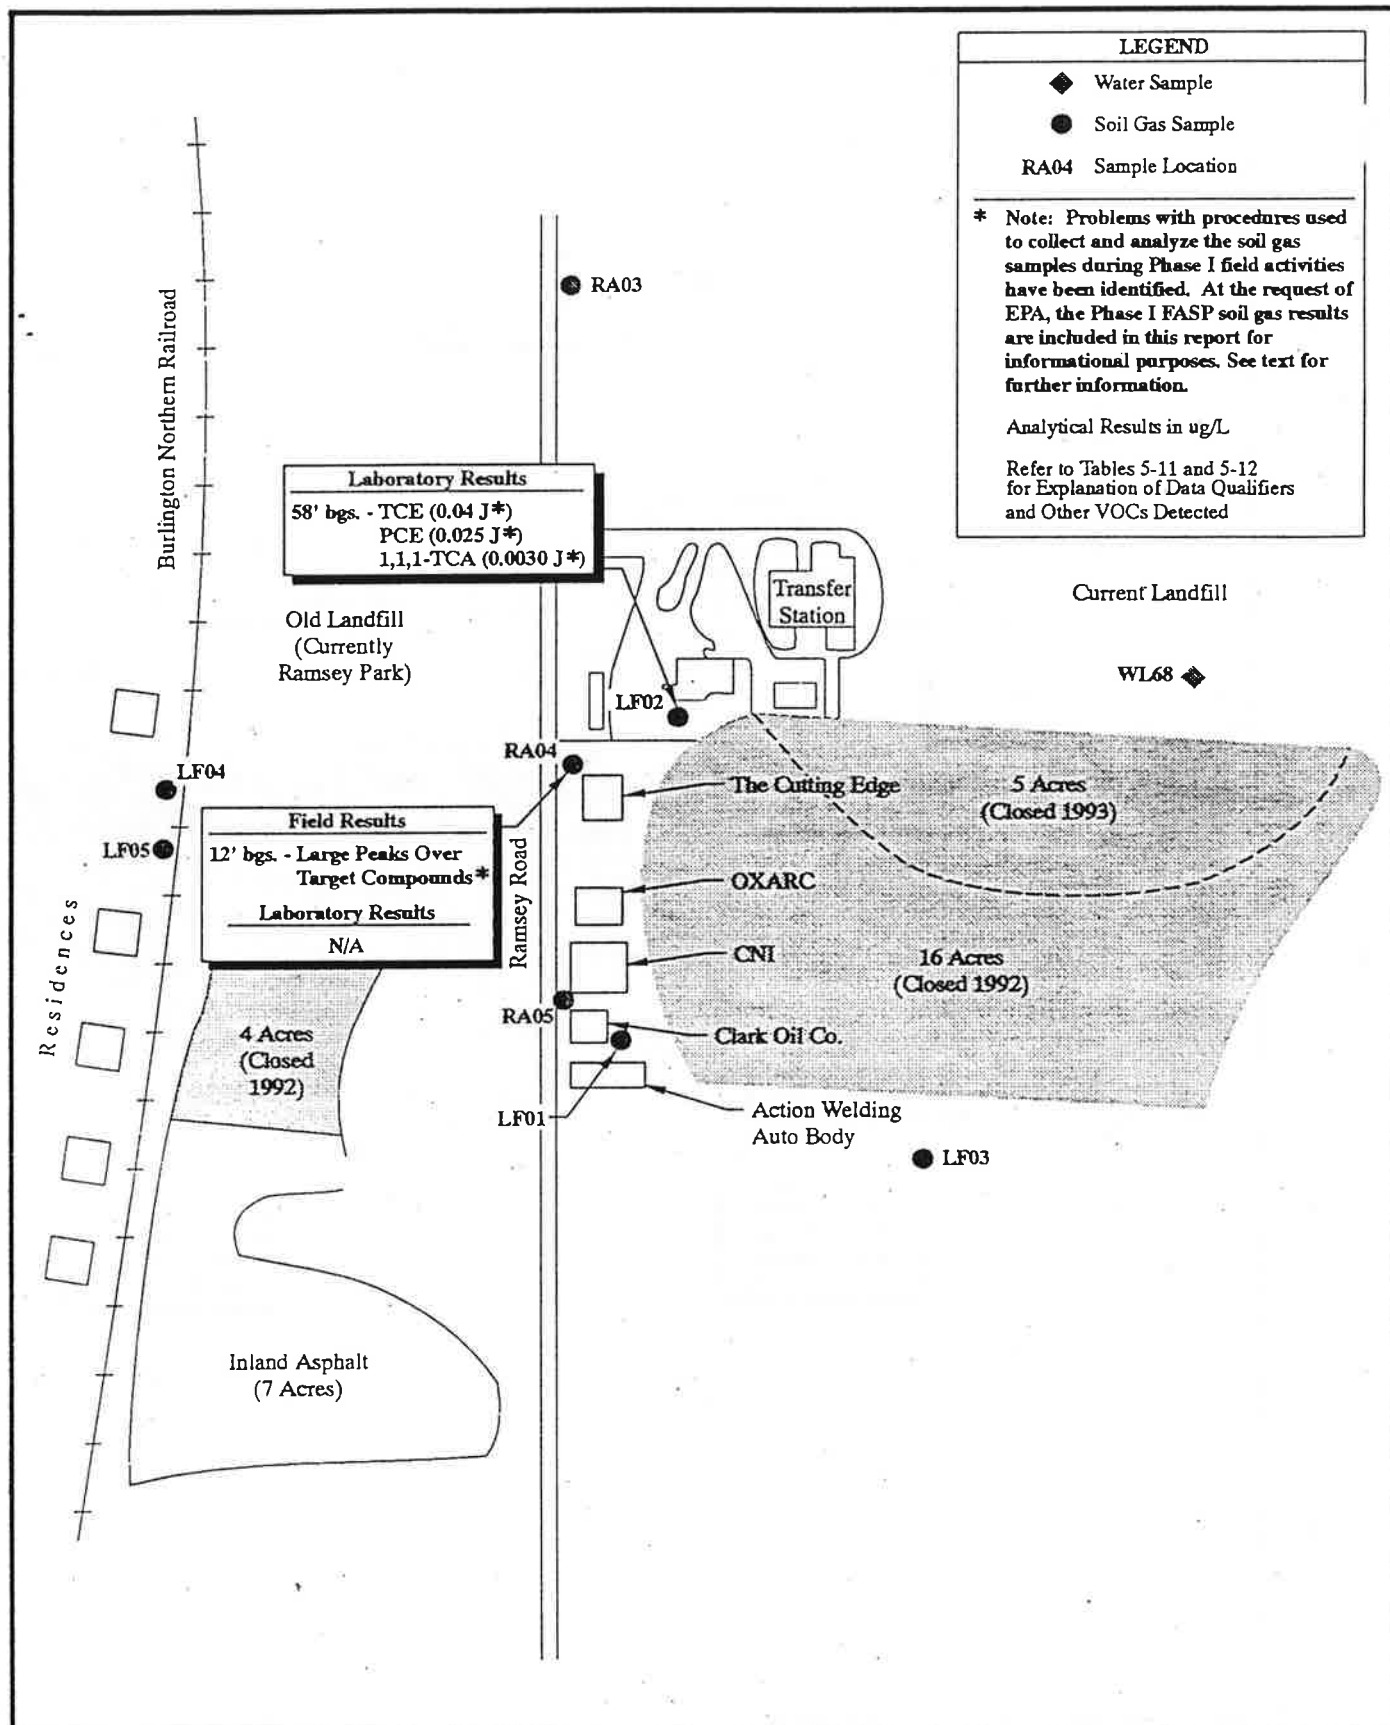 LEGEND
Water Sample
Soil Gas Sample
RA04 Sample Location
* Note: Problems with procedures used
to collect and analyze the soil gas
samples during Phase I field activities
have been identified. At the request of
EPA, the Phase I FASP soil gas results
are included in this report for
informational purposes. See text for
further information.
Analytical Results in ug/L
Refer to Tables 5-11 and 5-12
for Explanation of Data Qualifiers
and Other VOCs Detected
Burlington Northern Railroad
RA03
Laboratory Results
58' bgs. - TCE (0.04 J*)
PCE (0.025 J*)
1,1,1-TCA (0.0030 J*)
Transfer
Station
Current Landfill
Old Landfill
(Currently
Ramsey Park)
WL68
LF02
RA04
LF04
The Cutting Edge
5 Acres
(Closed 1993)
LF05
Field Results
12' bgs. - Large Peaks Over
Target Compounds*
Laboratory Results
N/A
Ramsey Road
OXARC
CNI
16 Acres
(Closed 1992)
Residences
RA05
Clark Oil Co.
4 Acres
(Closed
1992)
LF01
Action Welding
Auto Body
LF03
Inland Asphalt
(7 Acres)